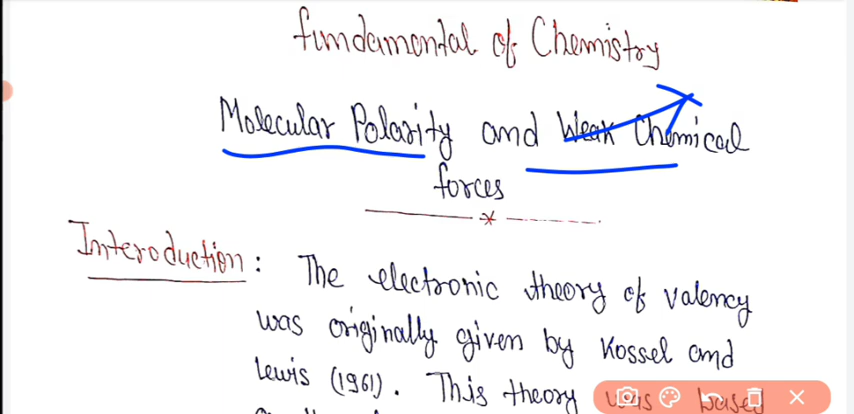 fundamental of Chemistry
Molecular Polarity and Weak Chemical
forces
Interoduction : The electronic theory of valency
was originally given by Kossel and
Lewis (1961). This theory was based